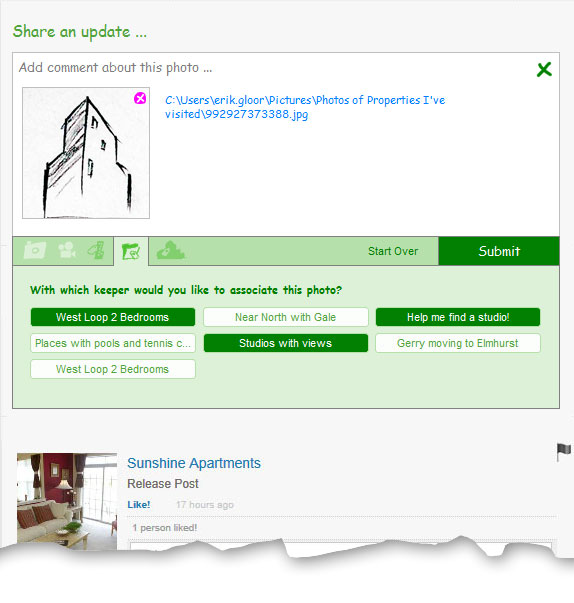 Share an update ...
Add comment about this photo ...
C:\Users\erik.gloor\Pictures\Photos of Properties I've
visited\992927373388.jpg
Start Over
Submit
With which keeper would you like to associate this photo?
West Loop 2 Bedrooms
Near North with Gale
Help me find a studio!
Places with pools and tennis c...
Studios with views
Gerry moving to Elmhurst
West Loop 2 Bedrooms
Sunshine Apartments
Release Post
Like!
17 hours ago
1 person liked!